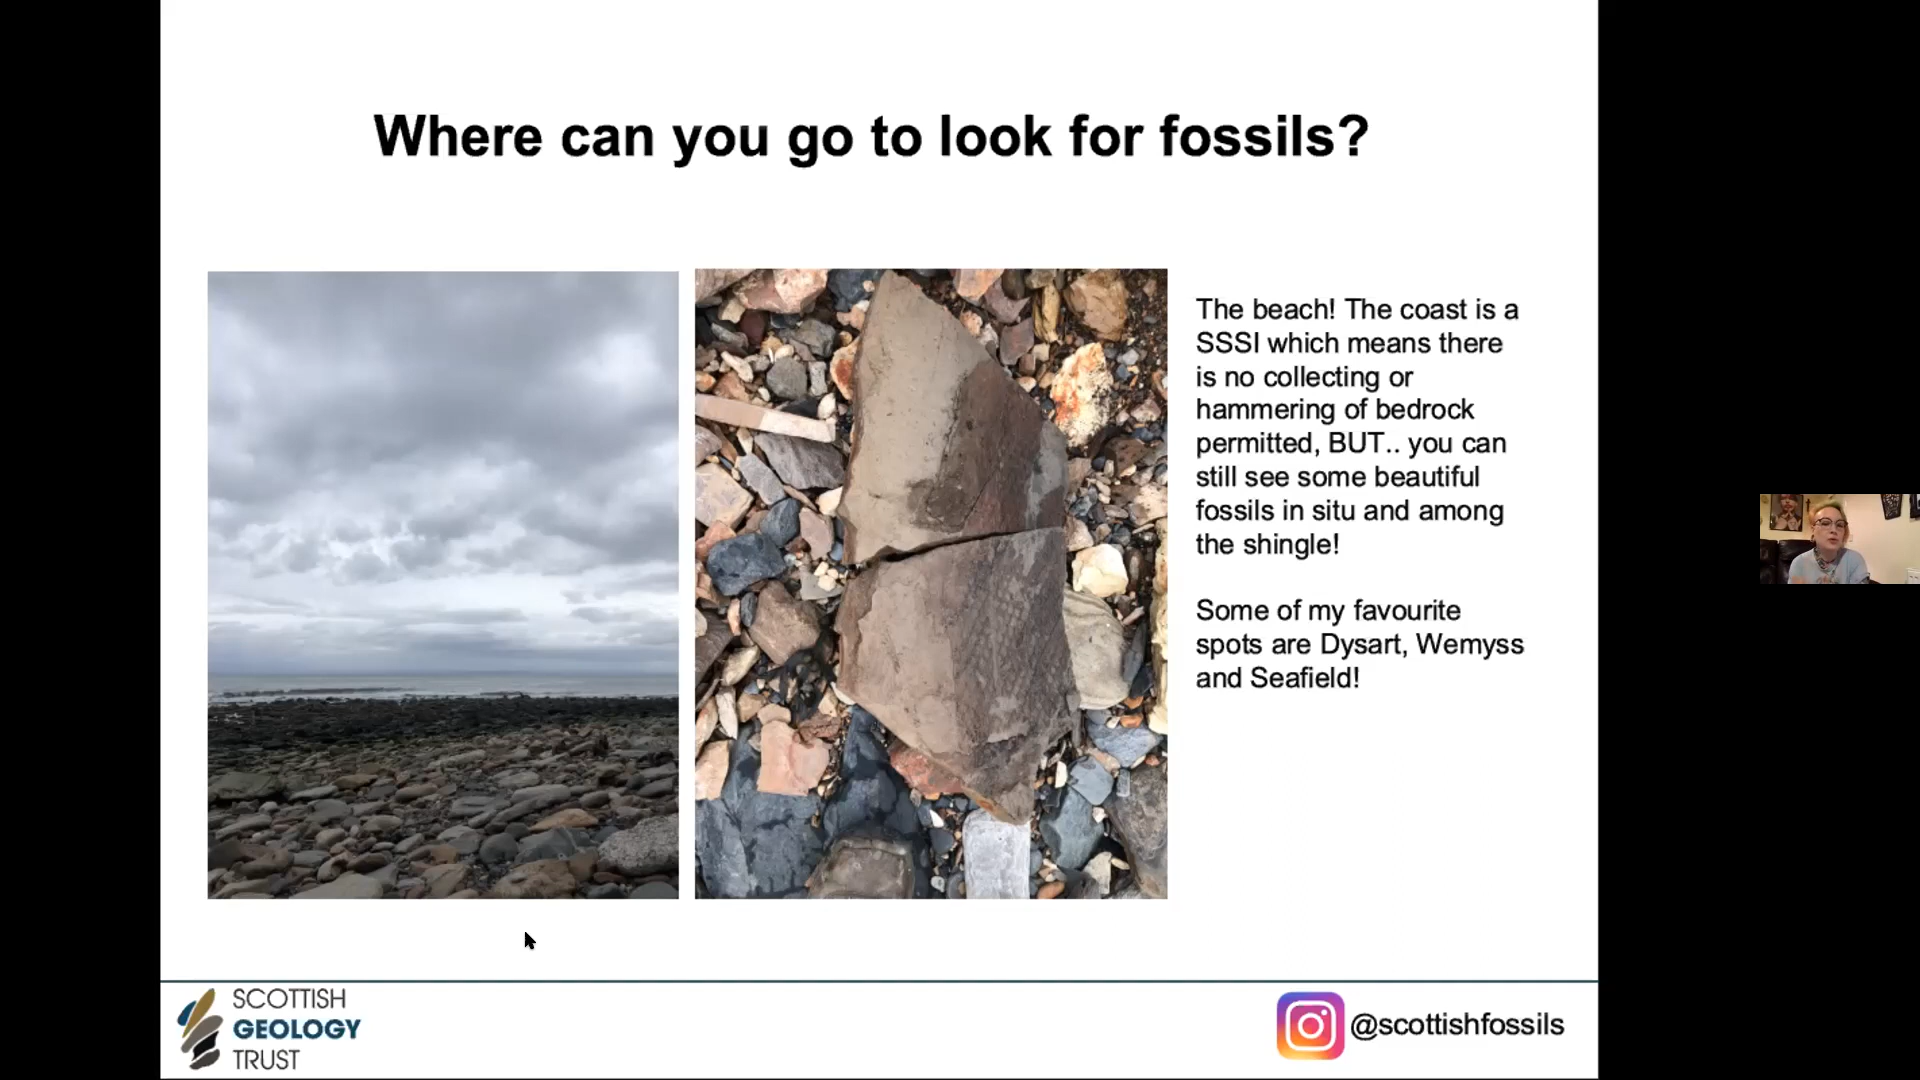 Where can you go to look for fossils?
The beach! The coast is a
SSSI which means there
is no collecting or
hammering of bedrock
permitted, BUT.. you can
still see some beautiful
fossils in situ and among
the shingle!
Some of my favourite
spots are Dysart, Wemyss
and Seafield!
SCOTTISH
GEOLOGY
TRUST
@scottishfossils